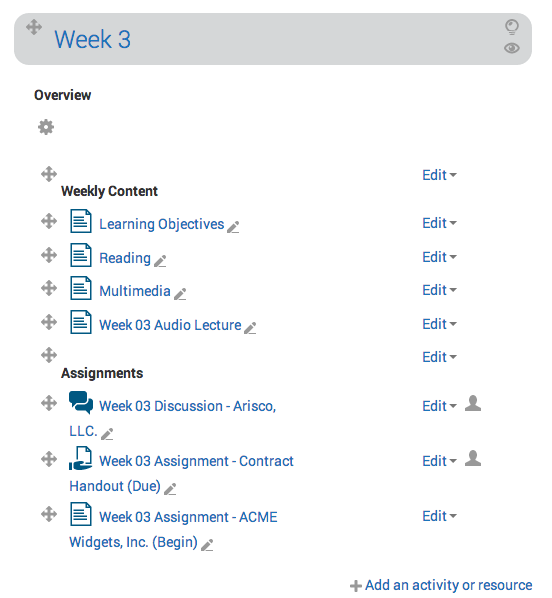 Week 3
Overview
Edit
Weekly Content
Learning Objectives Edit
Reading Edit
Multimedia Edit
Week 03 Audio Lecture Edit
Edit
Assignments
Week 03 Discussion - Arisco, Edit
LLC.
Week 03 Assignment - Contract Edit
Handout (Due)
Week 03 Assignment - ACME Edit
Widgets, Inc. (Begin)
Add an activity or resource